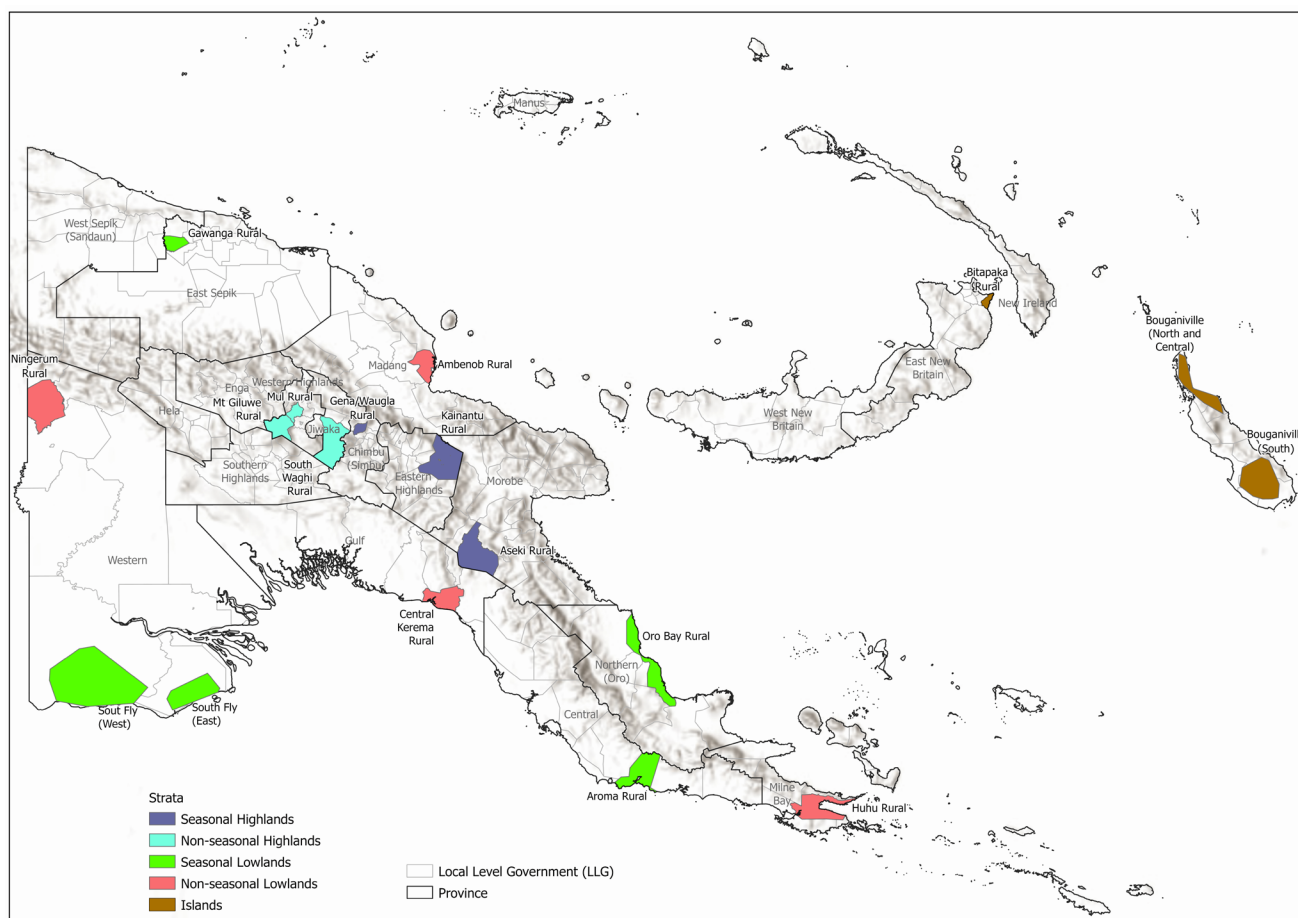 Manus
West Sepik
(Sandaun)
Gawanga Rural
East Sepik
Bitapaka
Rural
New Ireland
Bouganiville
(North and
Central)
Ningerum
Rural
Madang
Ambenob Rural
East New
Britain
Enga
Western Highlands
Mul Rural
Mt Giluwe
Rural
Gena/Waugla
Rural
Kainantu
Rural
Hela
Jiwaka
West New
Britain
Chimbu
(Simbu)
Bouganiville
(South)
Southern
Highlands
South
Waghi
Rural
Eastern
Highlands
Morobe
Gulf
Aseki Rural
Western
Central
Kerema
Rural
Oro Bay Rural
Northern
(Oro)
Sout Fly
(West)
South Fly
(East)
Central
Aroma Rural
Milne
Bay
Huhu Rural
Strata
Seasonal Highlands
Non-seasonal Highlands
Seasonal Lowlands
Non-seasonal Lowlands
Islands
Local Level Government (LLG)
Province